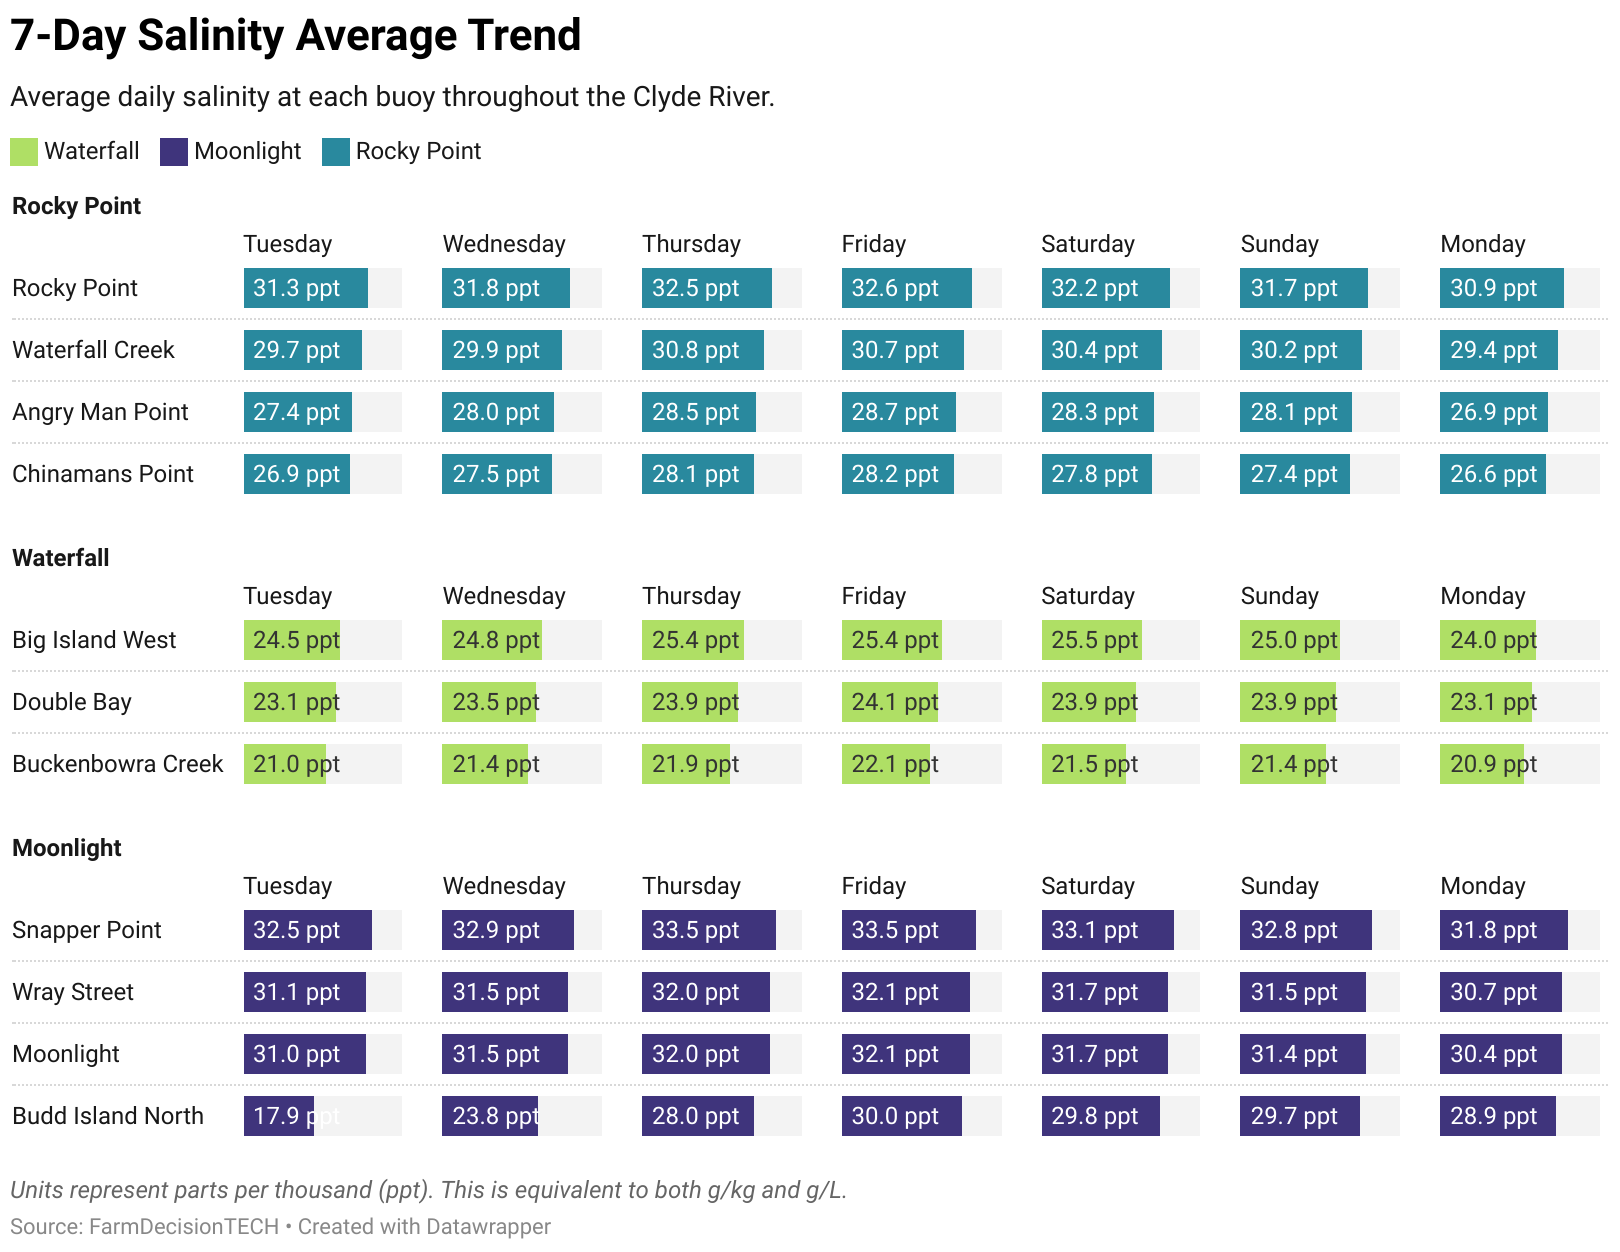 7-Day Salinity Average Trend
Average daily salinity at each buoy throughout the Clyde River.
Waterfall Moonlight Rocky Point
Rocky Point
Tuesday Wednesday Thursday Friday Saturday Sunday Monday
Rocky Point 31.3 ppt 31.8 ppt 32.5 ppt 32.6 ppt 32.2 ppt 31.7 ppt 30.9 ppt
Waterfall Creek 29.7 ppt 29.9 ppt 30.8 ppt 30.7 ppt 30.4 ppt 30.2 ppt 29.4 ppt
Angry Man Point 27.4 ppt 28.0 ppt 28.5 ppt 28.7 ppt 28.3 ppt 28.1 ppt 26.9 ppt
Chinamans Point 26.9 ppt 27.5 ppt 28.1 ppt 28.2 ppt 27.8 ppt 27.4 ppt 26.6 ppt
Waterfall
Tuesday Wednesday Thursday Friday Saturday Sunday Monday
Big Island West 24.5 ppt 24.8 ppt 25.4 ppt 25.4 ppt 25.5 ppt 25.0 ppt 24.0 ppt
Double Bay 23.1 ppt 23.5 ppt 23.9 ppt 24.1 ppt 23.9 ppt 23.9 ppt 23.1 ppt
Buckenbowra Creek 21.0 ppt 21.4 ppt 21.9 ppt 22.1 ppt 21.5 ppt 21.4 ppt 20.9 ppt
Moonlight
Tuesday Wednesday Thursday Friday Saturday Sunday Monday
Snapper Point 32.5 ppt 32.9 ppt 33.5 ppt 33.5 ppt 33.1 ppt 32.8 ppt 31.8 ppt
Wray Street 31.1 ppt 31.5 ppt 32.0 ppt 32.1 ppt 31.7 ppt 31.5 ppt 30.7 ppt
Moonlight 31.0 ppt 31.5 ppt 32.0 ppt 32.1 ppt 31.7 ppt 31.4 ppt 30.4 ppt
Budd Island North 17.9 ppt 23.8 ppt 28.0 ppt 30.0 ppt 29.8 ppt 29.7 ppt 28.9 ppt
Units represent parts per thousand (ppt). This is equivalent to both g/kg and g/L.
Source: FarmDecisionTECH • Created with Datawrapper